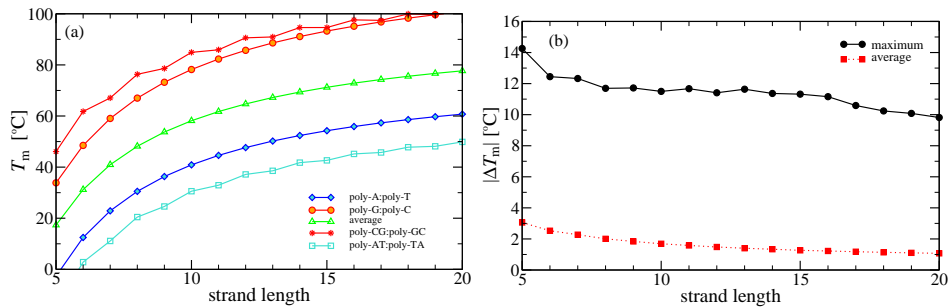 (a)
100
80
60
40
20
0
T_m [°C]
5
10
15
20
strand length
poly-A:poly-T
poly-G:poly-C
average
poly-CG:poly-GC
poly-AT:poly-TA
(b)
16
14
12
10
8
6
4
2
0
|ΔT_m| [°C]
5
10
15
20
strand length
maximum
average